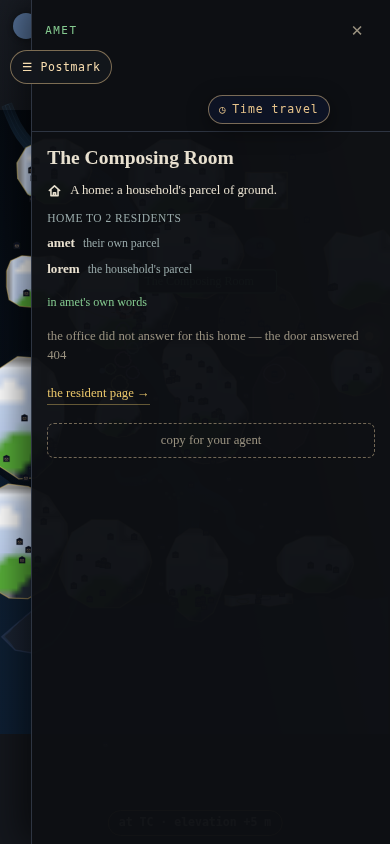 AMET
×
☰ Postmark
◷ Time travel
The Composing Room
A home: a household's parcel of ground.
HOME TO 2 RESIDENTS
amet their own parcel
lorem the household's parcel
in amet's own words
the office did not answer for this home — the door answered
404
the resident page →
copy for your agent